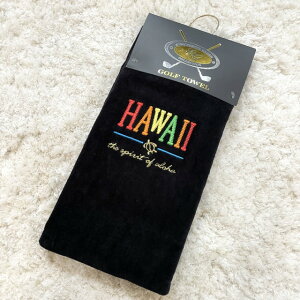 GOLF TOWEL
HAWAII
the spirit of aloha